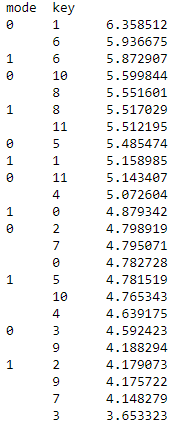 mode key
0 1 6.358512
6 5.936675
1 6 5.872907
0 10 5.599844
8 5.551601
1 8 5.517029
11 5.512195
0 5 5.485474
1 1 5.158985
0 11 5.143407
4 5.072604
1 0 4.879342
0 2 4.798919
7 4.795071
0 4.782728
1 5 4.781519
10 4.765343
4 4.639175
0 3 4.592423
9 4.188294
1 2 4.179073
9 4.175722
7 4.148279
3 3.653323